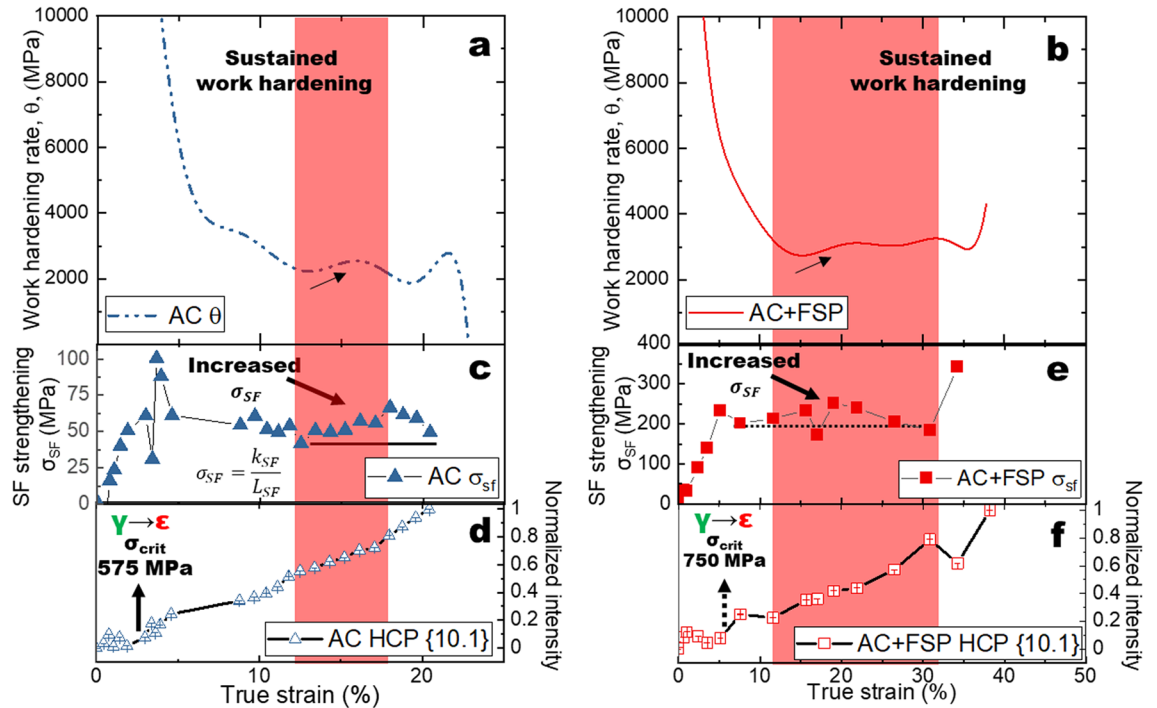 10000
8000
6000
4000
2000
Work hardening rate, θ, (MPa)
a
Sustained
work hardening
AC θ
10000
8000
6000
4000
2000
400
Work hardening rate, θ, (MPa)
b
Sustained
work hardening
AC+FSP
100
75
50
25
0
SF strengthening
σSF (MPa)
c
Increased
σSF
σSF = kSF / LSF
AC σsf
300
200
100
0
SF strengthening
σSF (MPa)
e
Increased
σSF
AC+FSP σsf
γ→ε
σcrit
575 MPa
d
AC HCP {10.1}
1
0.8
0.6
0.4
0.2
0
Normalized intensity
0
10
20
True strain (%)
γ→ε
σcrit
750 MPa
f
AC+FSP HCP {10.1}
1
0.8
0.6
0.4
0.2
0
Normalized intensity
0
10
20
30
40
50
True strain (%)